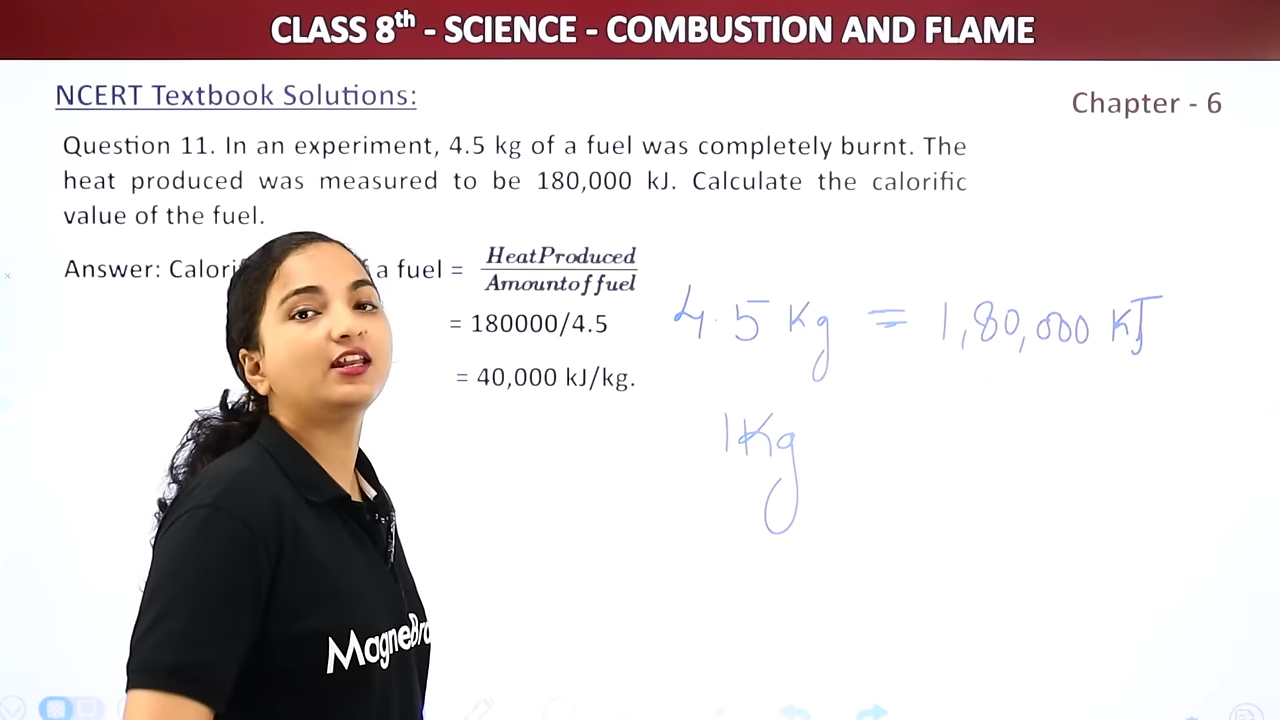 CLASS 8th - SCIENCE - COMBUSTION AND FLAME
NCERT Textbook Solutions:
Chapter - 6
Question 11. In an experiment, 4.5 kg of a fuel was completely burnt. The
heat produced was measured to be 180,000 kJ. Calculate the calorific
value of the fuel.
Answer: Calori a fuel = HeatProduced
Amountoffuel
= 180000/4.5
= 40,000 kJ/kg.
4.5 Kg = 1,80,000 KJ
1Kg
MagneBra